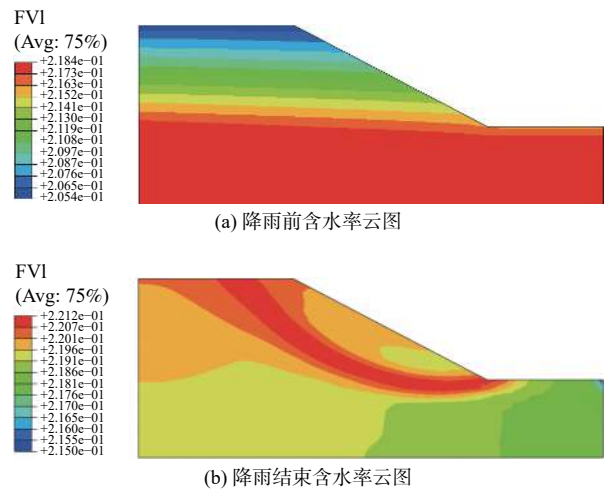 FV1
(Avg: 75%)
+2.184e−01
+2.173e−01
+2.163e−01
+2.152e−01
+2.141e−01
+2.130e−01
+2.119e−01
+2.108e−01
+2.097e−01
+2.087e−01
+2.076e−01
+2.065e−01
+2.054e−01
(a) 降雨前含水率云图
FV1
(Avg: 75%)
+2.212e−01
+2.207e−01
+2.201e−01
+2.196e−01
+2.191e−01
+2.186e−01
+2.181e−01
+2.176e−01
+2.170e−01
+2.165e−01
+2.160e−01
+2.155e−01
+2.150e−01
(b) 降雨结束含水率云图